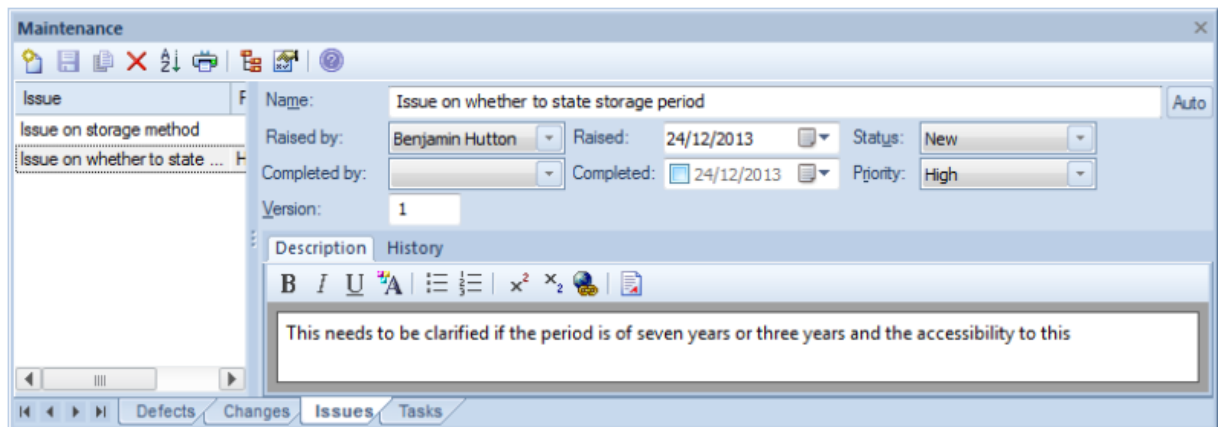 Maintenance
Issue
F
Name:
Issue on whether to state storage period
Auto
Issue on storage method
Raised by:
Benjamin Hutton
Raised:
24/12/2013
Status:
New
Issue on whether to state ...
H
Completed by:
Completed:
24/12/2013
Priority:
High
Version:
1
Description
History
B I U A x² x₂
This needs to be clarified if the period is of seven years or three years and the accessibility to this
Defects
Changes
Issues
Tasks